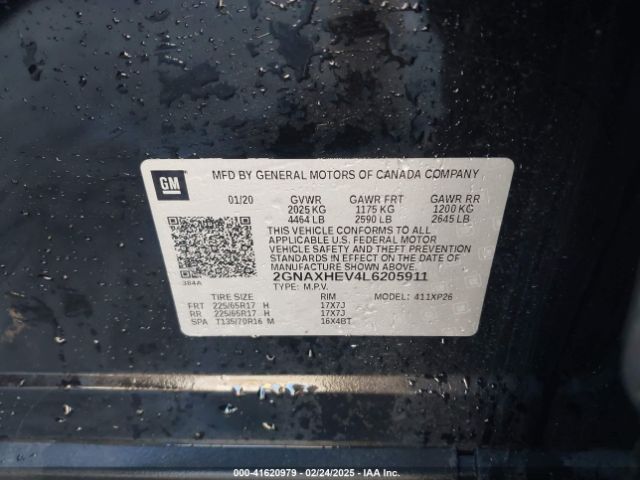 GM
MFD BY GENERAL MOTORS OF CANADA COMPANY
01/20 GVWR GAWR FRT GAWR RR
2025 KG 1175 KG 1200 KG
4464 LB 2590 LB 2645 LB
THIS VEHICLE CONFORMS TO ALL
APPLICABLE U.S. FEDERAL MOTOR
VEHICLE SAFETY AND THEFT PREVENTION
STANDARDS IN EFFECT ON THE DATE OF
MANUFACTURE SHOWN ABOVE.
384A 2GNAXHEV4L6205911
TYPE: M.P.V.
TIRE SIZE RIM MODEL: 411XP26
FRT 225/65R17 H 17X7J
RR 225/65R17 H 17X7J
SPA T135/70R16 M 16X4BT
000-41620979 - 02/24/2025 - IAA Inc.